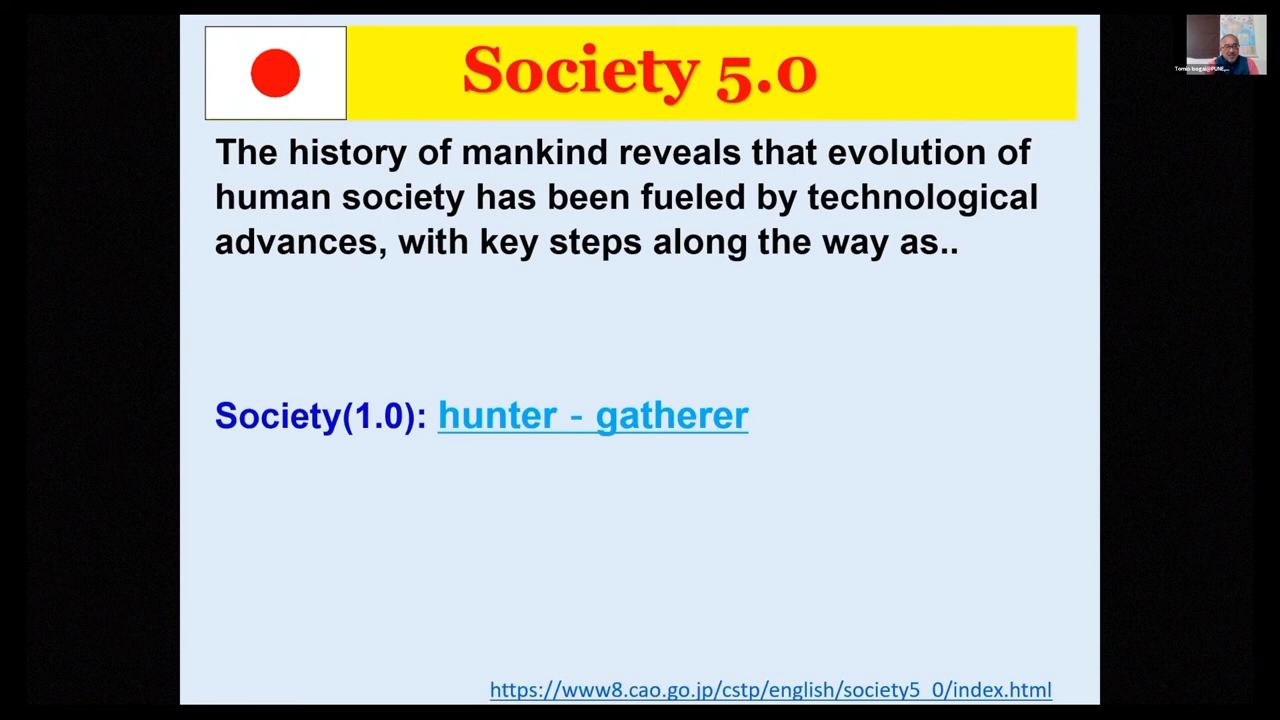 Society 5.0
The history of mankind reveals that evolution of
human society has been fueled by technological
advances, with key steps along the way as..
Society(1.0): hunter - gatherer
https://www8.cao.go.jp/cstp/english/society5_0/index.html